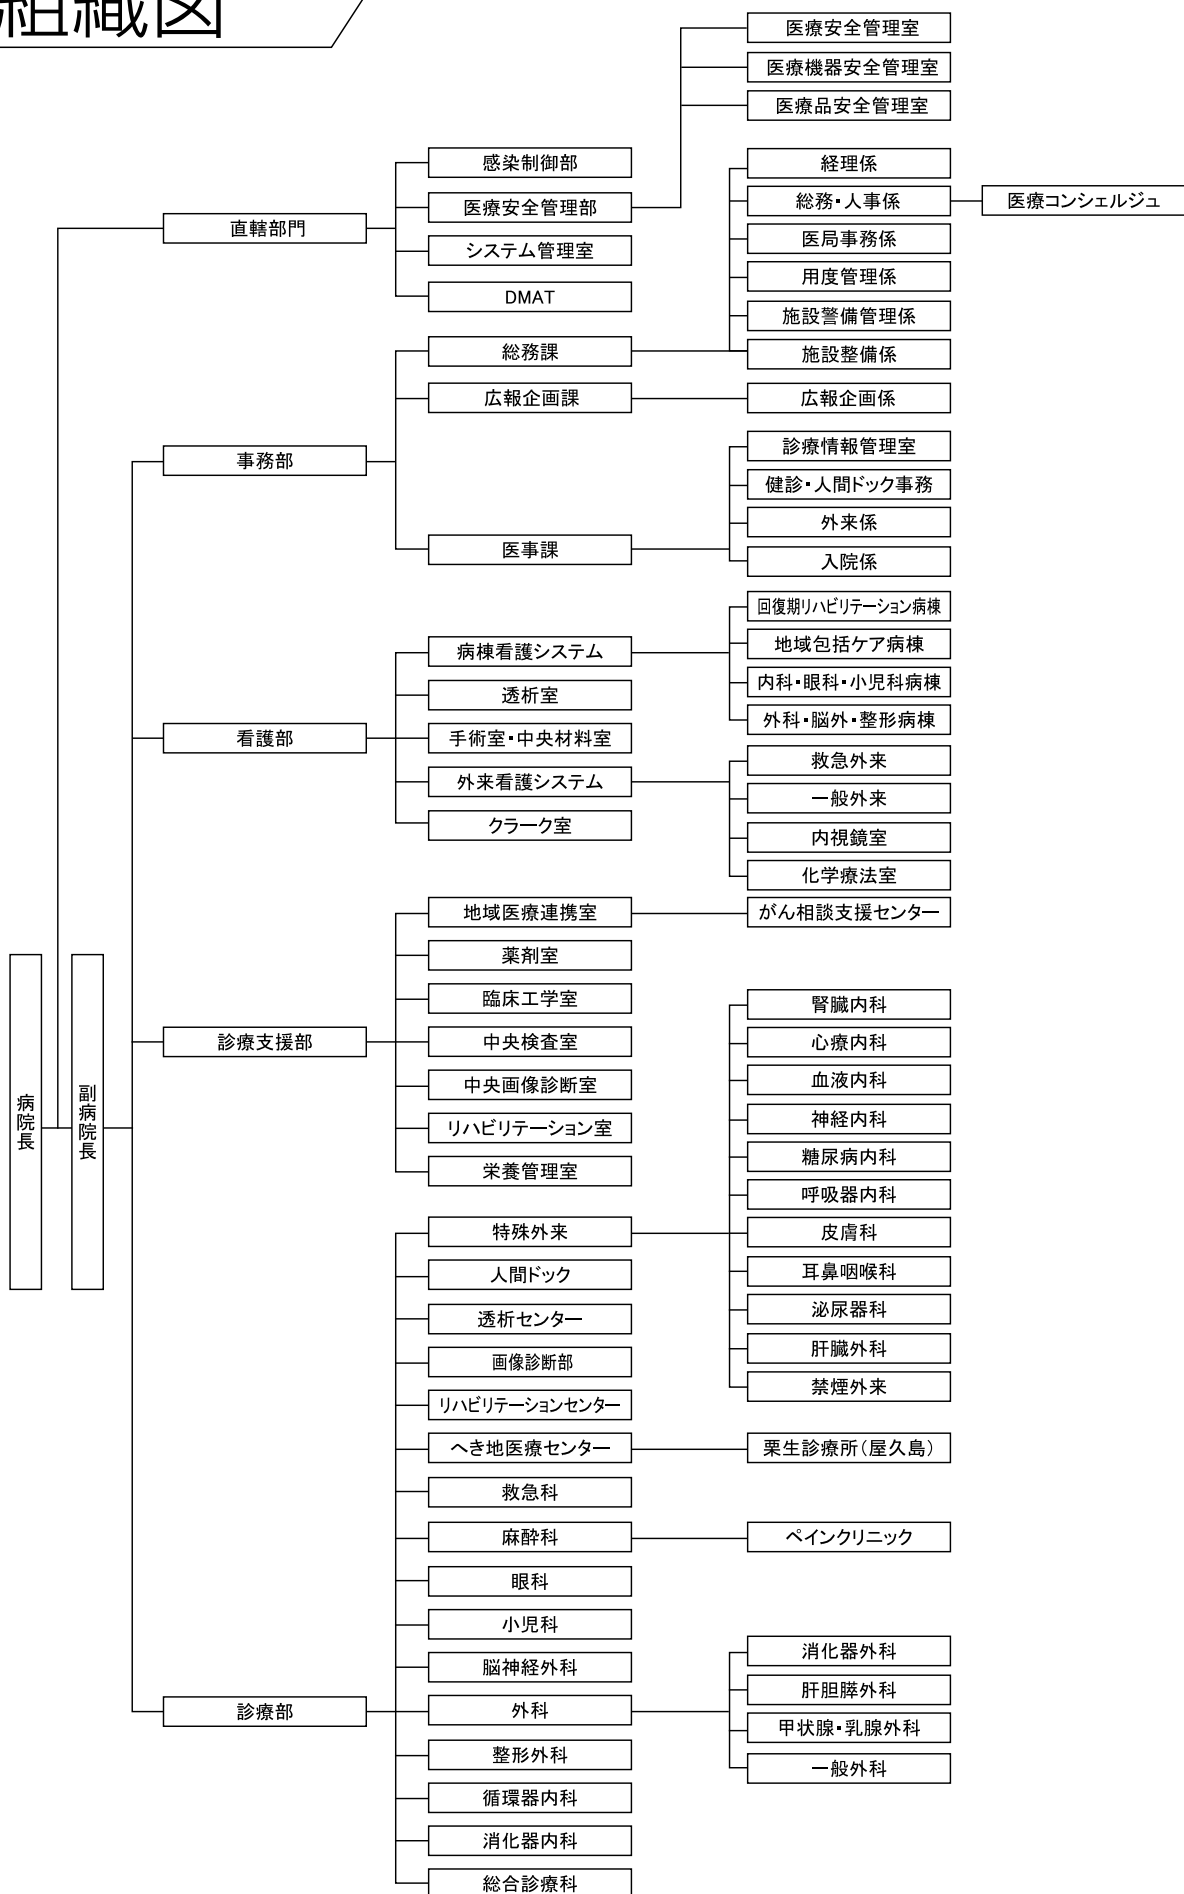 組織図
病院長
副病院長
直轄部門
感染制御部
医療安全管理部
医療安全管理室
医療機器安全管理室
医療品安全管理室
システム管理室
DMAT
事務部
総務課
経理係
総務・人事係
医療コンシェルジュ
医局事務係
用度管理係
施設警備管理係
施設整備係
広報企画課
広報企画係
医事課
診療情報管理室
健診・人間ドック事務
外来係
入院係
看護部
病棟看護システム
回復期リハビリテーション病棟
地域包括ケア病棟
内科・眼科・小児科病棟
外科・脳外・整形病棟
透析室
手術室・中央材料室
外来看護システム
救急外来
一般外来
内視鏡室
化学療法室
クラーク室
診療支援部
地域医療連携室
がん相談支援センター
薬剤室
臨床工学室
中央検査室
中央画像診断室
リハビリテーション室
栄養管理室
診療部
特殊外来
腎臓内科
心療内科
血液内科
神経内科
糖尿病内科
呼吸器内科
皮膚科
耳鼻咽喉科
泌尿器科
肝臓外科
禁煙外来
人間ドック
透析センター
画像診断部
リハビリテーションセンター
へき地医療センター
栗生診療所（屋久島）
救急科
麻酔科
ペインクリニック
眼科
小児科
脳神経外科
外科
消化器外科
肝胆膵外科
甲状腺・乳腺外科
一般外科
整形外科
循環器内科
消化器内科
総合診療科